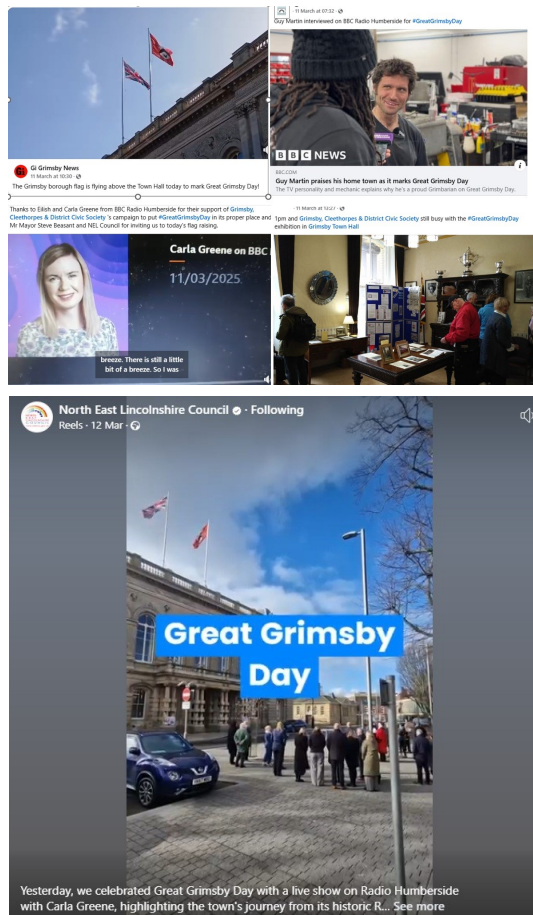 Gi Grimsby News
11 March at 10:30 ·
The Grimsby borough flag is flying above the Town Hall today to mark Great Grimsby Day!
11 March at 07:32 ·
Guy Martin interviewed on BBC Radio Humberside for #GreatGrimsbyDay
BBC NEWS
BBC.COM
Guy Martin praises his home town as it marks Great Grimsby Day
The TV personality and mechanic explains why he's a proud Grimbarian on Great Grimsby Day.
Thanks to Eilish and Carla Greene from BBC Radio Humberside for their support of Grimsby,
Cleethorpes & District Civic Society 's campaign to put #GreatGrimsbyDay in its proper place and
Mr Mayor Steve Beasant and NEL Council for inviting us to today's flag raising.
Carla Greene on BBC
11/03/2025
breeze. There is still a little
bit of a breeze. So I was
11 March at
1pm and Grimsby, Cleethorpes & District Civic Society still busy with the #GreatGrimsbyDay
exhibition in Grimsby Town Hall
North East Lincolnshire Council · Following
Reels · 12 Mar ·
Great Grimsby
Day
Yesterday, we celebrated Great Grimsby Day with a live show on Radio Humberside
with Carla Greene, highlighting the town's journey from its historic R... See more